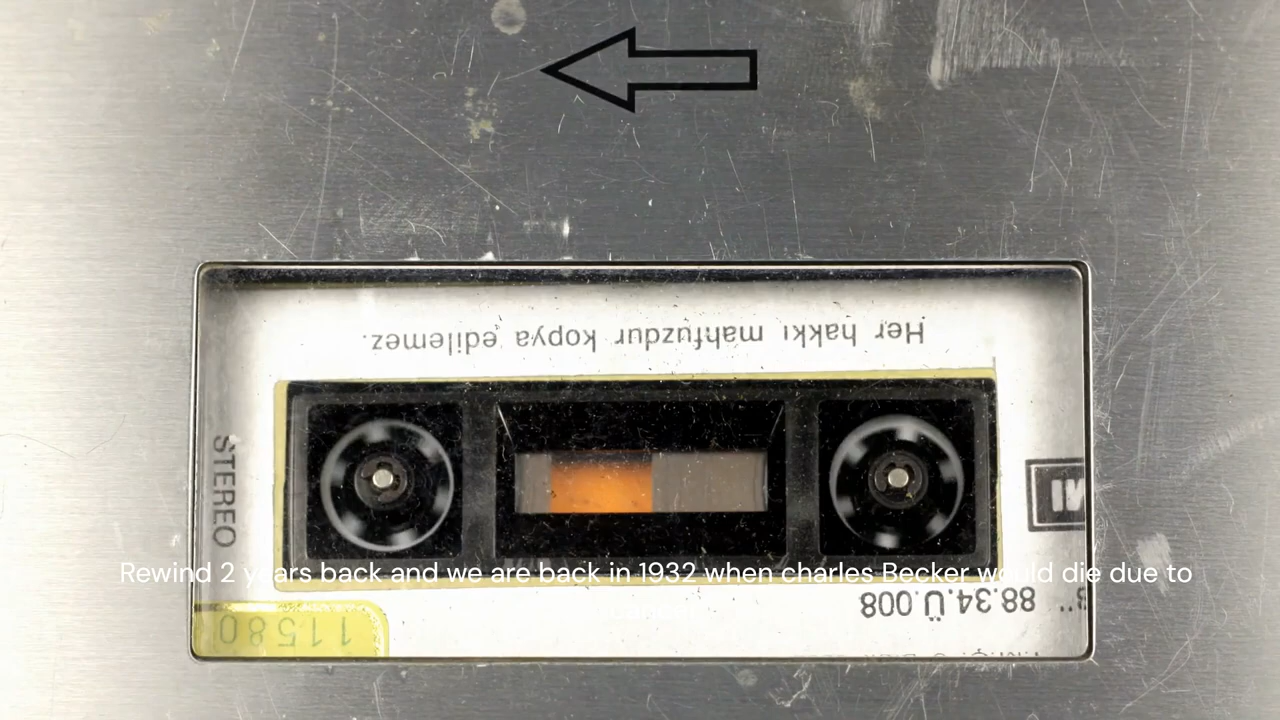 Her hakkı mahfuzdur kopya edilemez.
STEREO
Rewind 2 years back and we are back in 1932 when charles Becker would die due to
88.34.Ü.008
11580